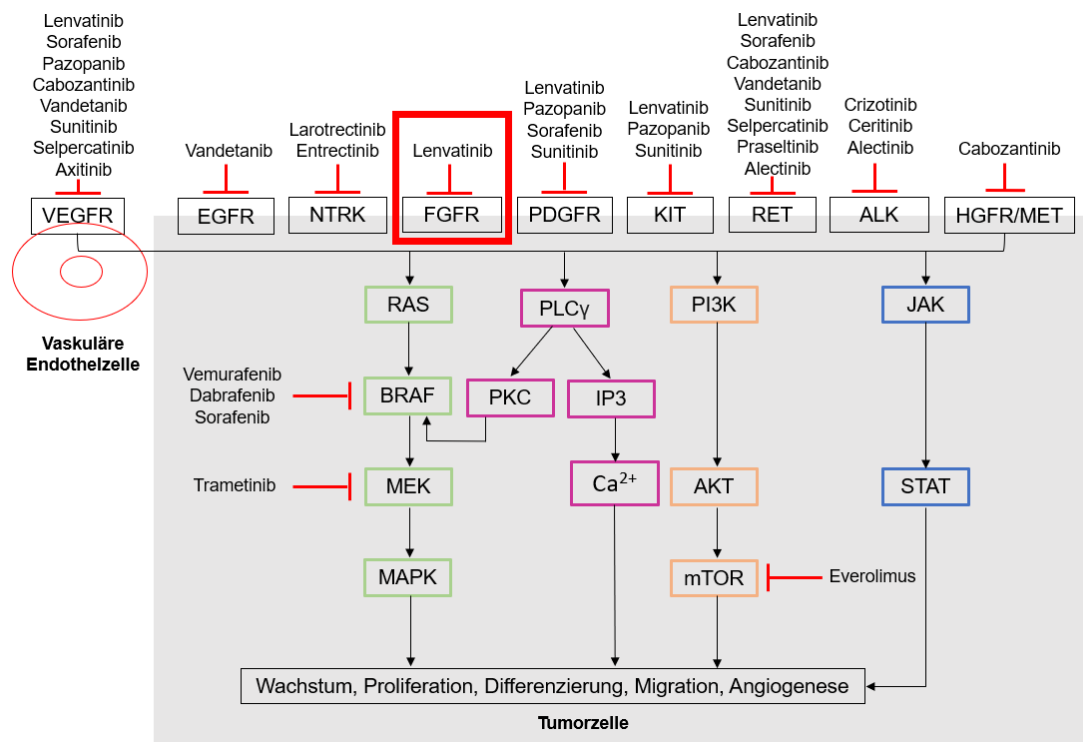 Lenvatinib
Sorafenib
Pazopanib
Cabozantinib
Vandetanib
Sunitinib
Selpercatinib
Axitinib
VEGFR
Vandetanib
EGFR
Larotrectinib
Entrectinib
NTRK
Lenvatinib
FGFR
Lenvatinib
Pazopanib
Sorafenib
Sunitinib
PDGFR
Lenvatinib
Pazopanib
Sunitinib
KIT
Lenvatinib
Sorafenib
Cabozantinib
Vandetanib
Sunitinib
Selpercatinib
Praseltinib
Alectinib
RET
Crizotinib
Ceritinib
Alectinib
ALK
Cabozantinib
HGFR/MET
Vaskuläre
Endothelzelle
RAS
PLCγ
PI3K
JAK
Vemurafenib
Dabrafenib
Sorafenib
BRAF
PKC
IP3
Trametinib
MEK
Ca²⁺
AKT
STAT
MAPK
mTOR
Everolimus
Wachstum, Proliferation, Differenzierung, Migration, Angiogenese
Tumorzelle